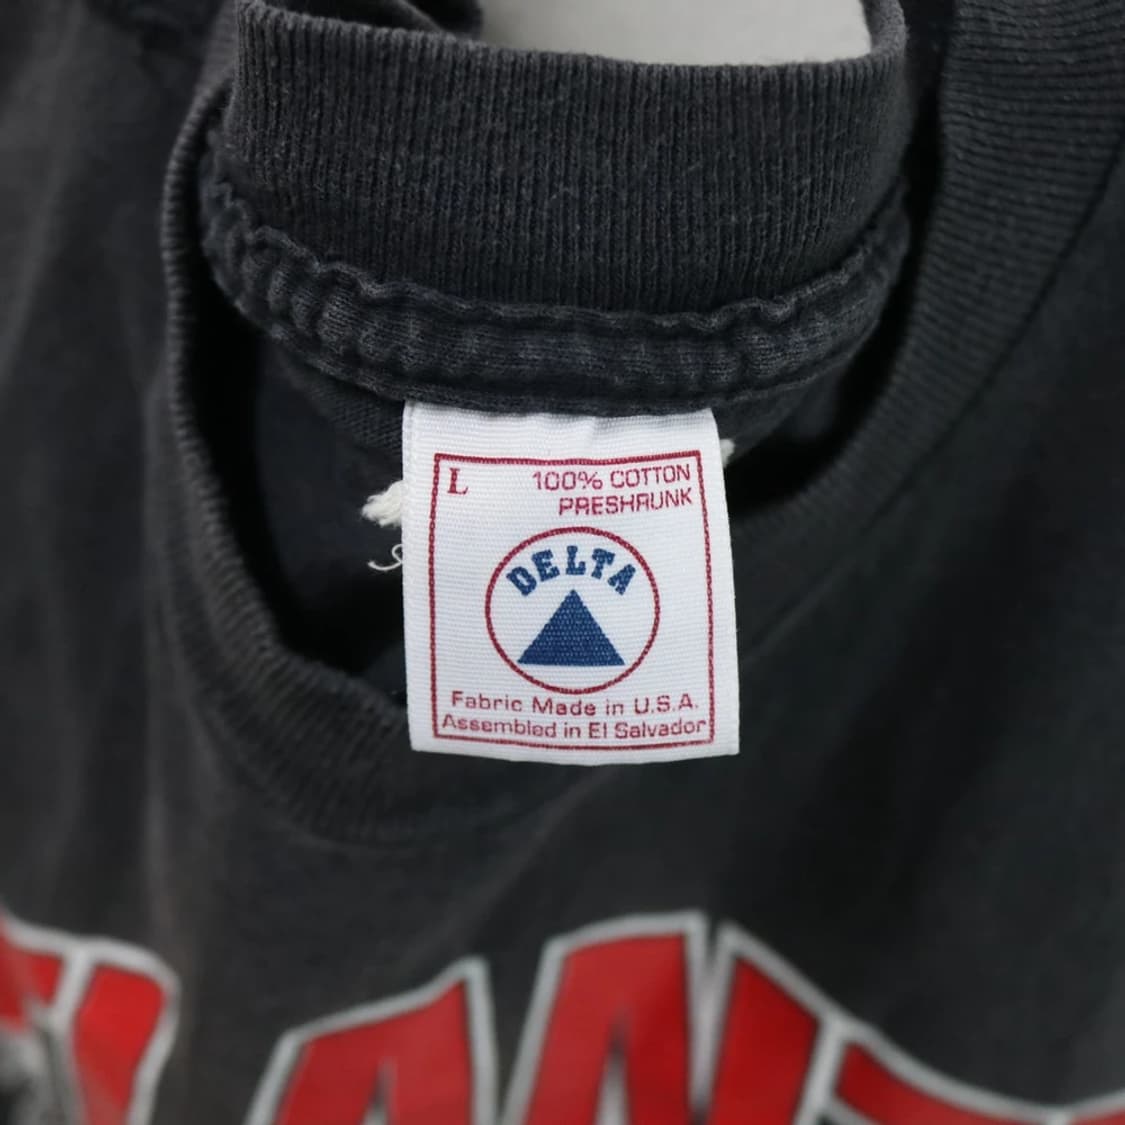 L
100% COTTON
PRESHRUNK
DELTA
Fabric Made in U.S.A.
Assembled in El Salvador